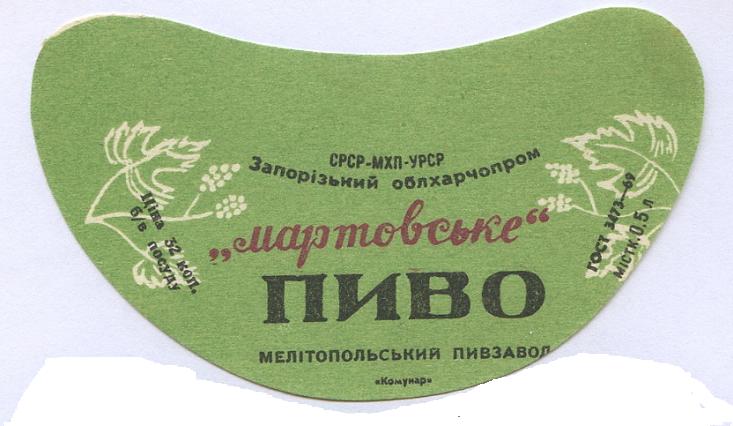 СРСР-МХП-УРСР
Запорізький облхарчопром
Ціна 32 коп.
б/в посуду
ГОСТ 3473-69
Містк. 0,5 л
„мартовське“
ПИВО
МЕЛІТОПОЛЬСЬКИЙ ПИВЗАВОД
«Комунар»